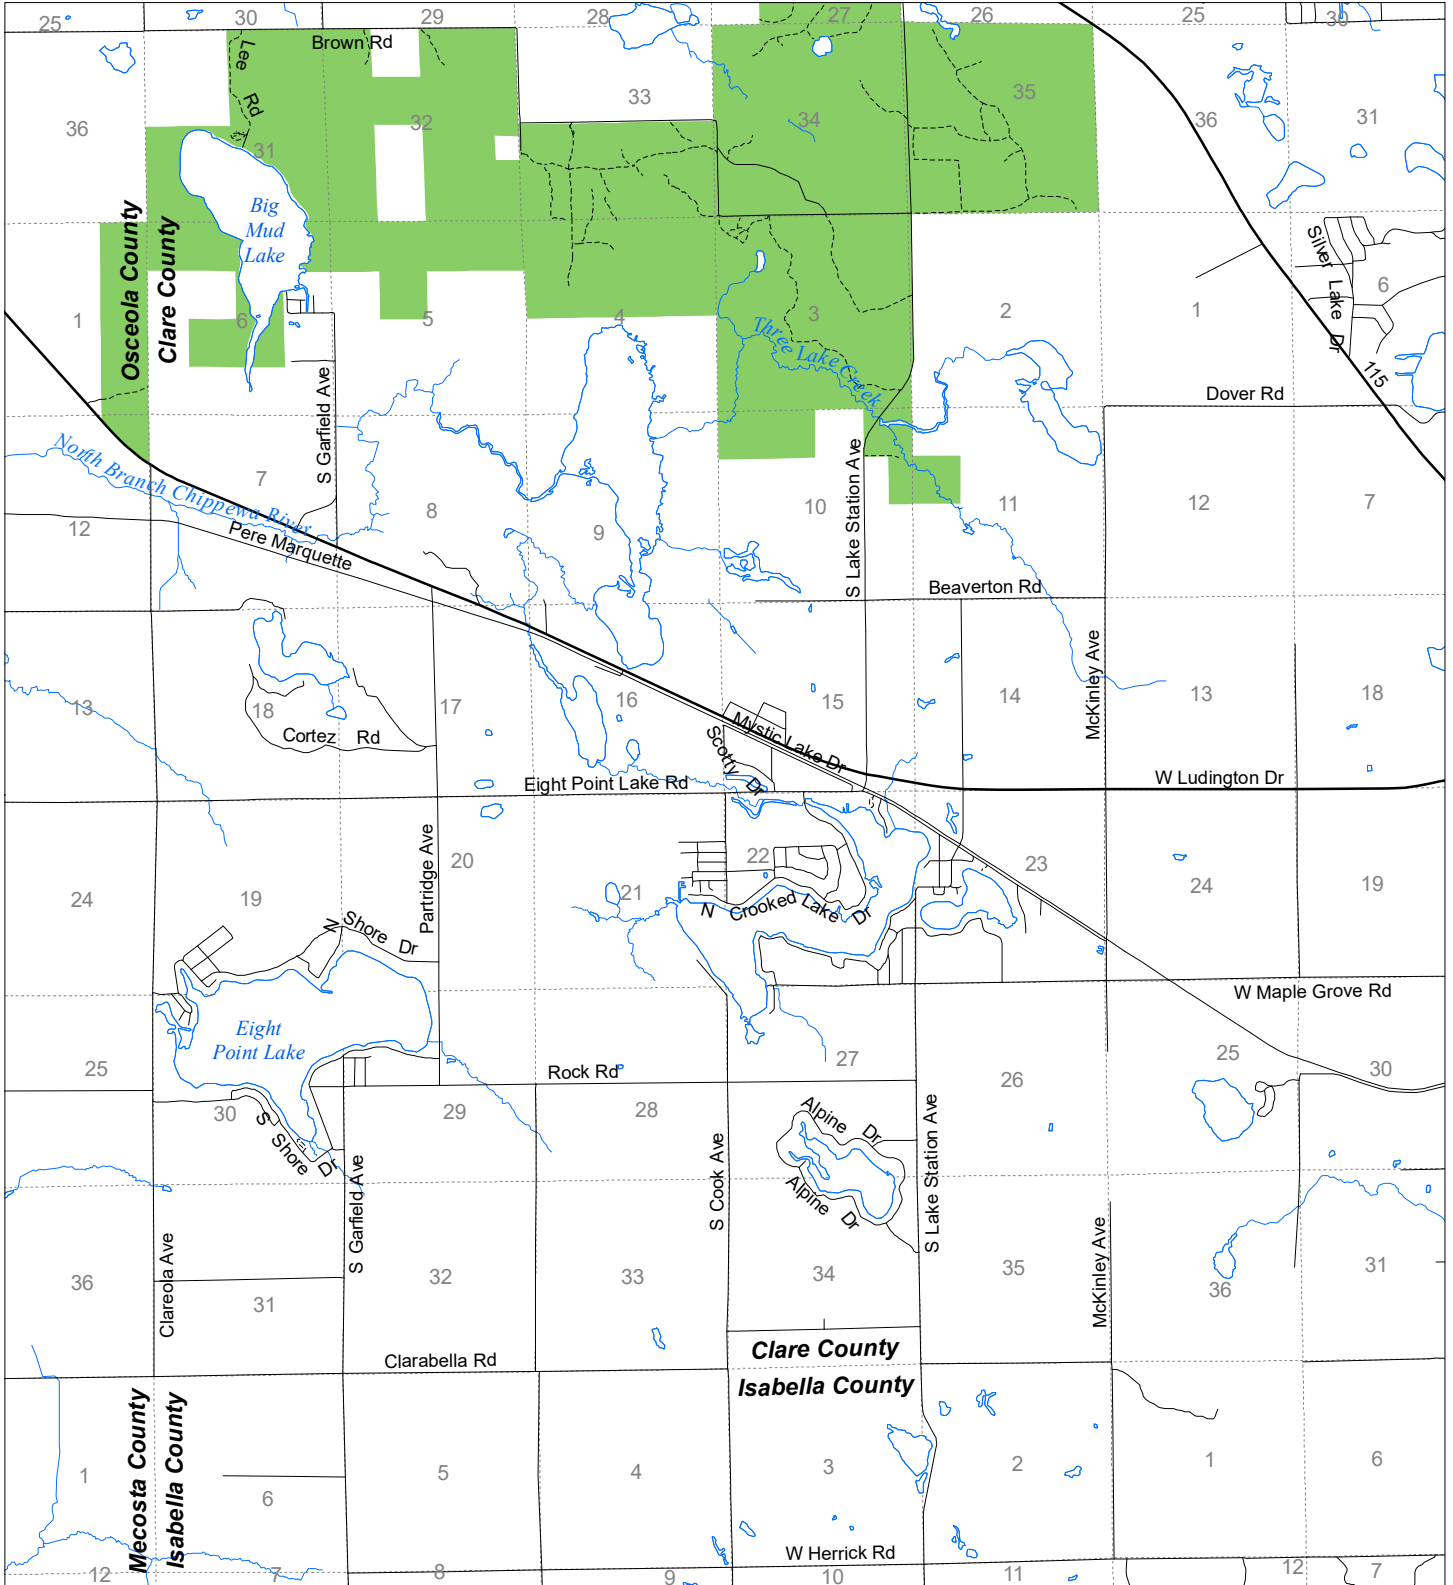 25
30
29
28
27
26
25
30
Brown Rd
Lee Rd
36
31
32
33
34
35
36
31
Big
Mud
Lake
Osceola County
Clare County
Silver Lake Dr
1
6
5
4
3
2
1
6
Three Lake Creek
115
Dover Rd
S Garfield Ave
S Lake Station Ave
North Branch Chippewa River
7
8
9
10
11
12
7
12
Pere Marquette
Beaverton Rd
McKinley Ave
13
18
17
16
15
14
13
18
Cortez Rd
Mystic Lake Dr
Scotty Dr
Eight Point Lake Rd
W Ludington Dr
Partridge Ave
24
19
20
21
22
23
24
19
N Crooked Lake Dr
N Shore Dr
W Maple Grove Rd
Eight
Point Lake
25
30
29
28
27
26
25
30
Rock Rd
S Shore Dr
Alpine Dr
Alpine Dr
S Garfield Ave
S Cook Ave
S Lake Station Ave
McKinley Ave
Clareola Ave
36
31
32
33
34
35
36
31
Clarabella Rd
Clare County
Isabella County
Mecosta County
Isabella County
1
6
5
4
3
2
1
6
W Herrick Rd
12
7
8
9
10
11
12
7